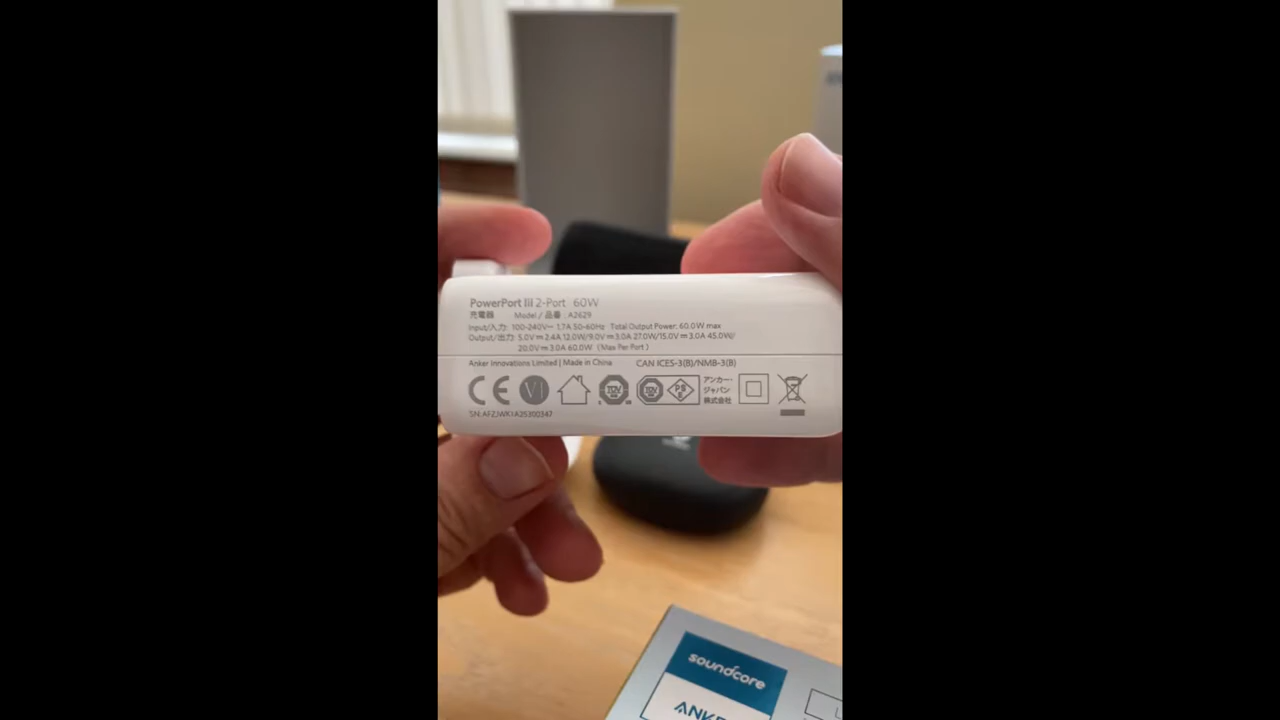 PowerPort III 2-Port 60W
充電器 Model / 品番 : A2629
Input/入力: 100-240V~ 1.7A 50-60Hz Total Output Power: 60.0W max
Output/出力: 5.0V⎓2.4A 12.0W/9.0V⎓3.0A 27.0W/15.0V⎓3.0A 45.0W/
20.0V⎓3.0A 60.0W (Max Per Port)
Anker Innovations Limited | Made in China CAN ICES-3(B)/NMB-3(B)
CE VI TÜV TÜV PS E
アンカー・
ジャパン
株式会社
soundcore